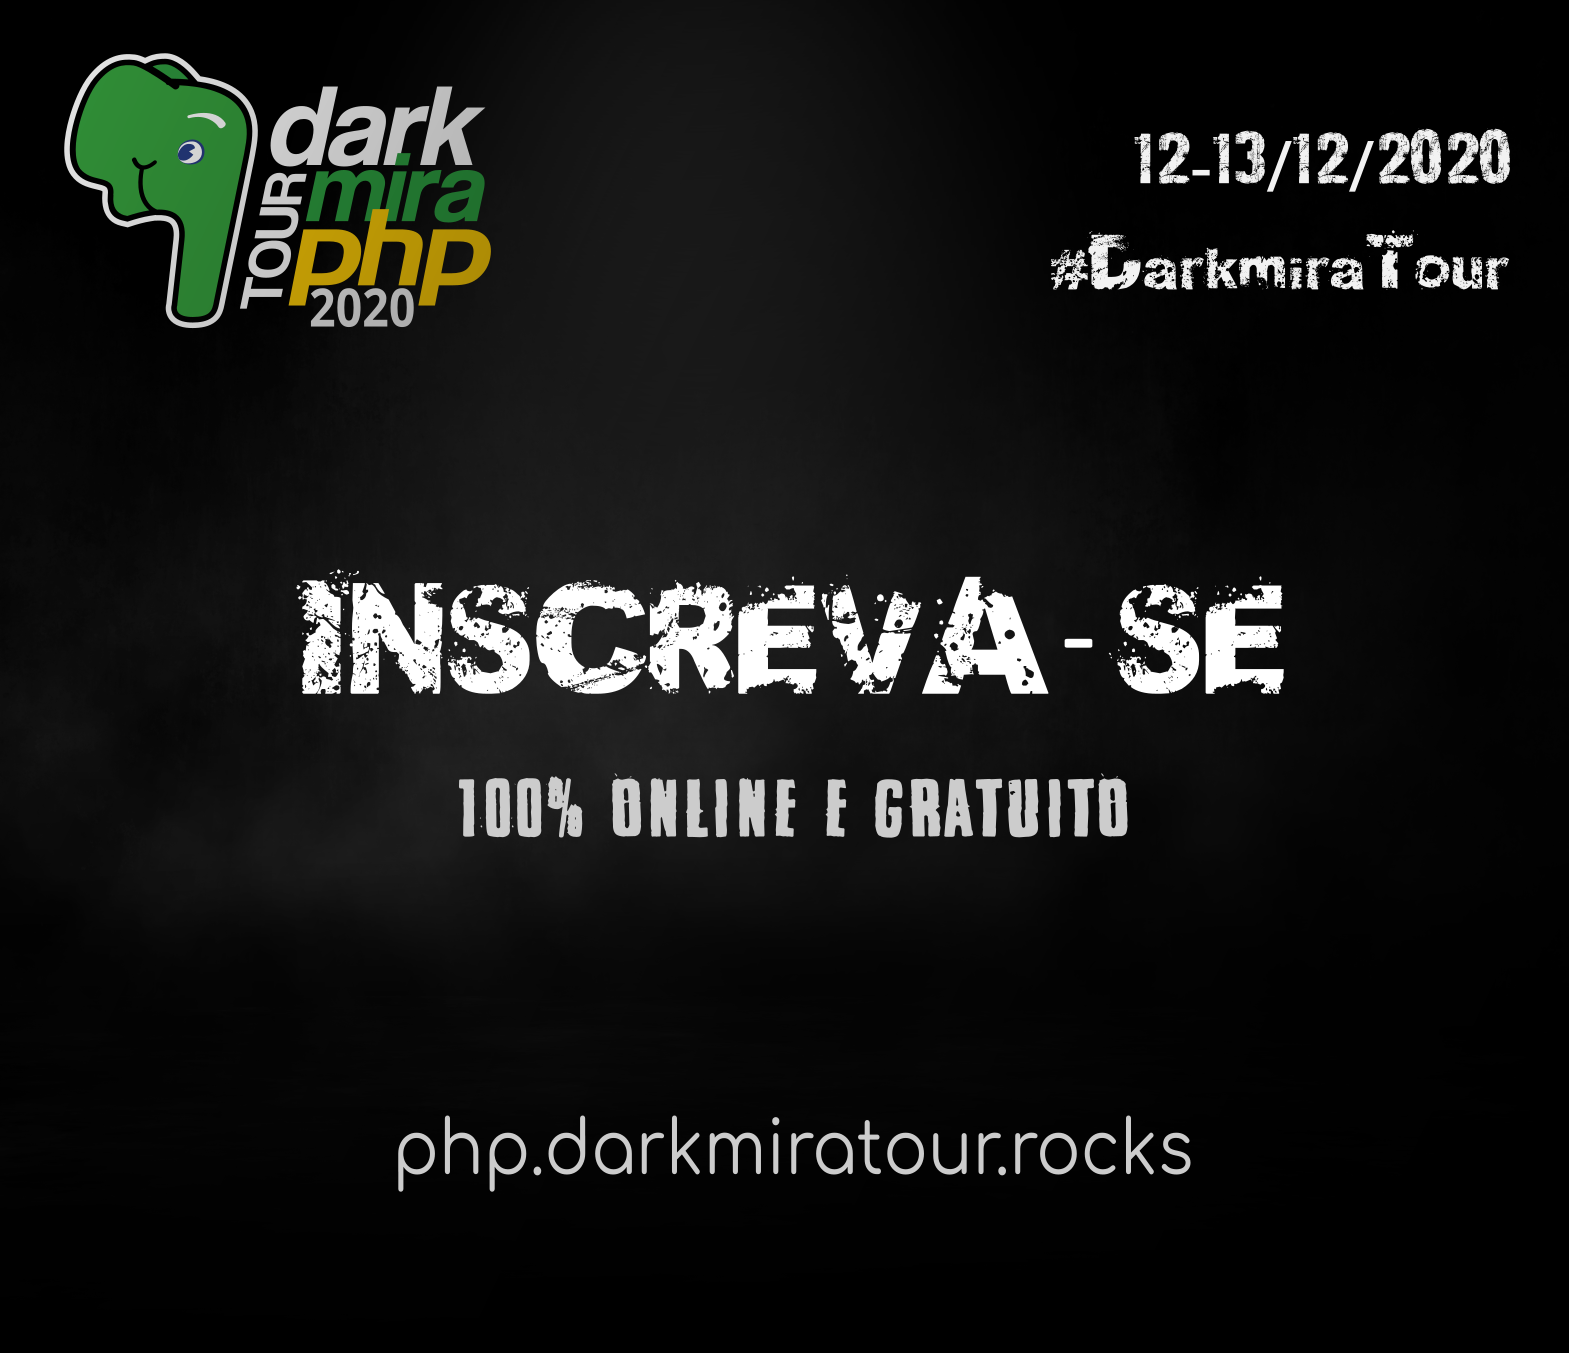 dark
mira
TOUR
php
2020
12-13/12/2020
#DarkmiraTour
INSCREVA-SE
100% ONLINE E GRATUITO
php.darkmiratour.rocks